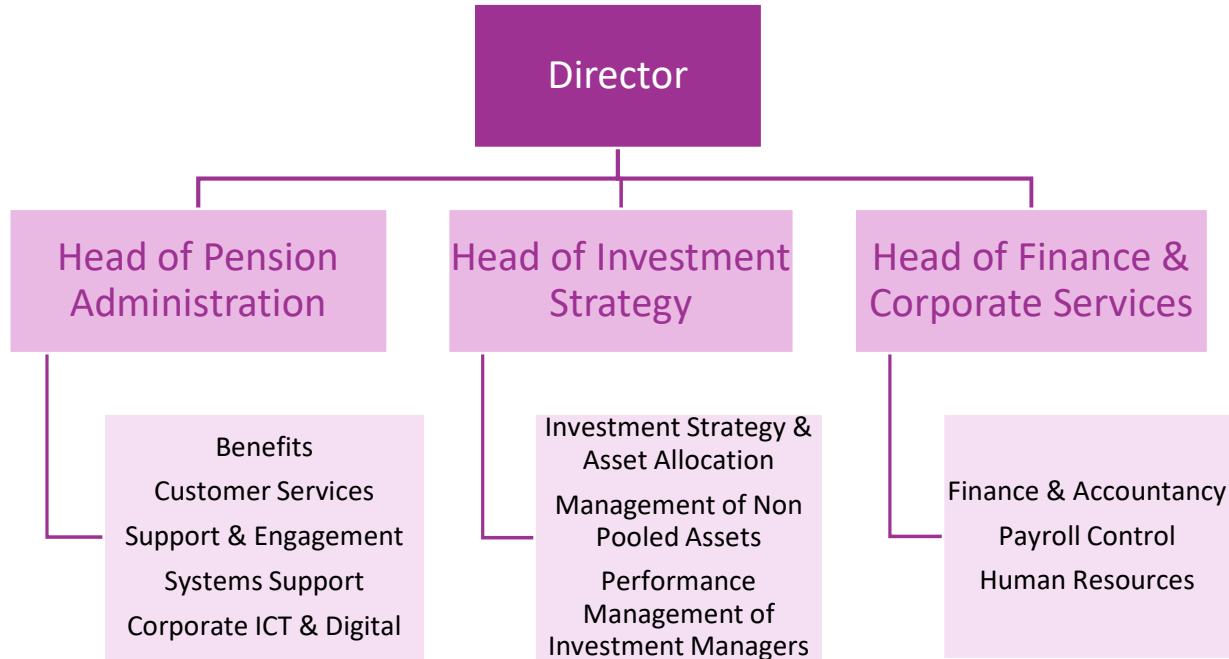 Director
Head of Pension
Administration
Head of Investment
Strategy
Head of Finance &
Corporate Services
Benefits
Customer Services
Support & Engagement
Systems Support
Corporate ICT & Digital
Investment Strategy &
Asset Allocation
Management of Non
Pooled Assets
Performance
Management of
Investment Managers
Finance & Accountancy
Payroll Control
Human Resources